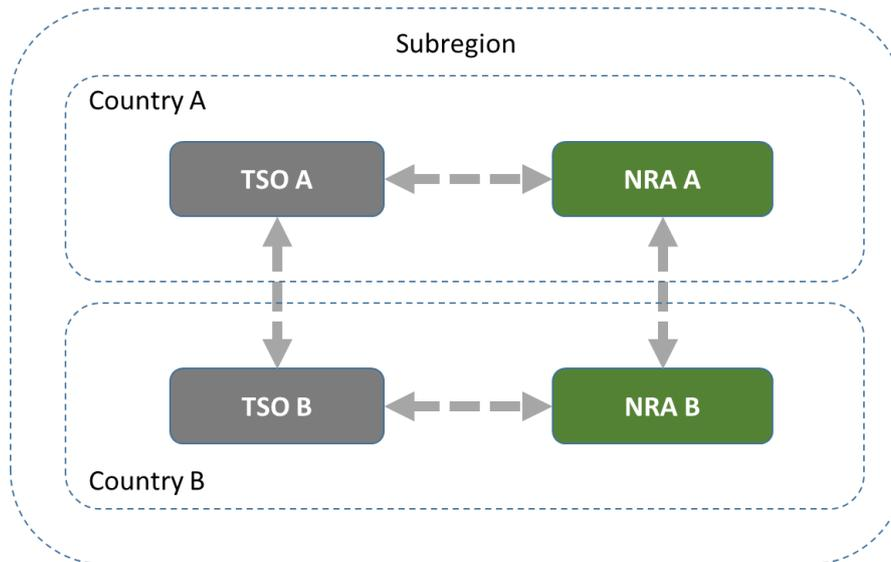 Subregion
Country A
TSO A
NRA A
TSO B
NRA B
Country B